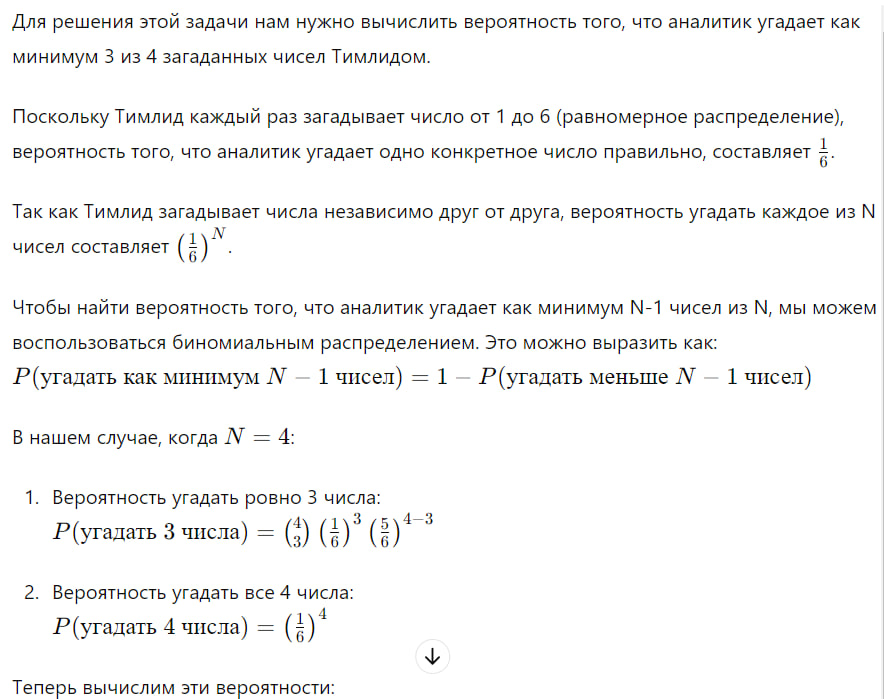 Для решения этой задачи нам нужно вычислить вероятность того, что аналитик угадает как
минимум 3 из 4 загаданных чисел Тимлидом.
Поскольку Тимлид каждый раз загадывает число от 1 до 6 (равномерное распределение),
вероятность того, что аналитик угадает одно конкретное число правильно, составляет $\frac{1}{6}$.
Так как Тимлид загадывает числа независимо друг от друга, вероятность угадать каждое из N
чисел составляет $\left(\frac{1}{6}\right)^N$.
Чтобы найти вероятность того, что аналитик угадает как минимум N-1 чисел из N, мы можем
воспользоваться биномиальным распределением. Это можно выразить как:
$P(\text{угадать как минимум } N-1 \text{ чисел}) = 1 - P(\text{угадать меньше } N-1 \text{ чисел})$
В нашем случае, когда $N = 4$:
1. Вероятность угадать ровно 3 числа:
$P(\text{угадать 3 числа}) = \binom{4}{3} \left(\frac{1}{6}\right)^3 \left(\frac{5}{6}\right)^{4-3}$
2. Вероятность угадать все 4 числа:
$P(\text{угадать 4 числа}) = \left(\frac{1}{6}\right)^4$
Теперь вычислим эти вероятности: